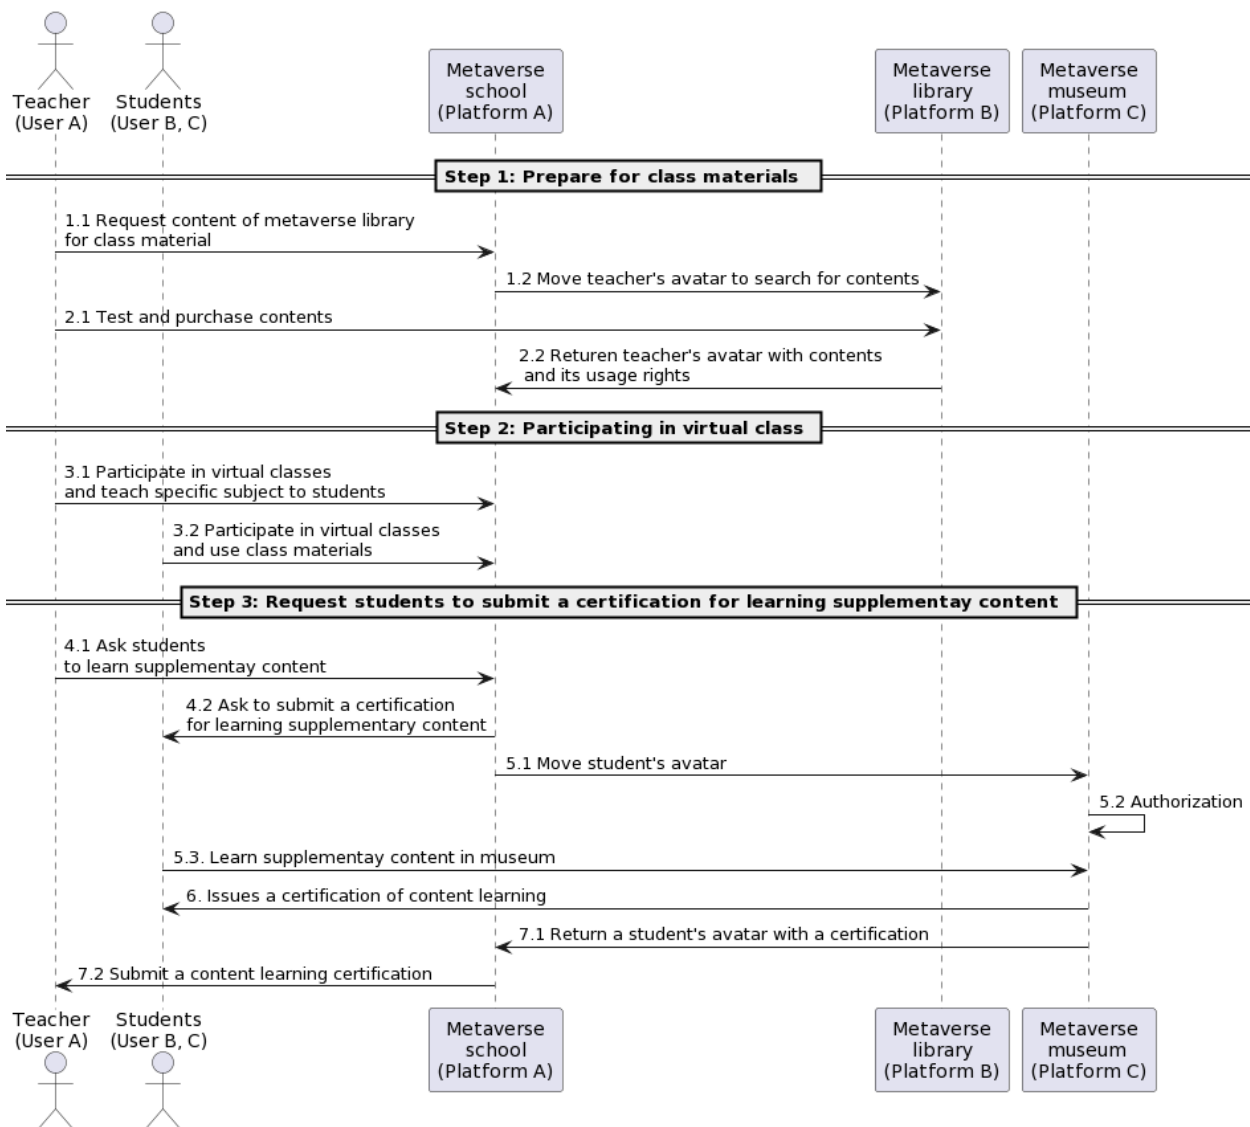 Teacher
(User A)
Students
(User B, C)
Metaverse
school
(Platform A)
Metaverse
library
(Platform B)
Metaverse
museum
(Platform C)
Step 1: Prepare for class materials
1.1 Request content of metaverse library
for class material
1.2 Move teacher's avatar to search for contents
2.1 Test and purchase contents
2.2 Returen teacher's avatar with contents
and its usage rights
Step 2: Participating in virtual class
3.1 Participate in virtual classes
and teach specific subject to students
3.2 Participate in virtual classes
and use class materials
Step 3: Request students to submit a certification for learning supplementay content
4.1 Ask students
to learn supplementay content
4.2 Ask to submit a certification
for learning supplementary content
5.1 Move student's avatar
5.2 Authorization
5.3. Learn supplementay content in museum
6. Issues a certification of content learning
7.1 Return a student's avatar with a certification
7.2 Submit a content learning certification
Teacher
(User A)
Students
(User B, C)
Metaverse
school
(Platform A)
Metaverse
library
(Platform B)
Metaverse
museum
(Platform C)